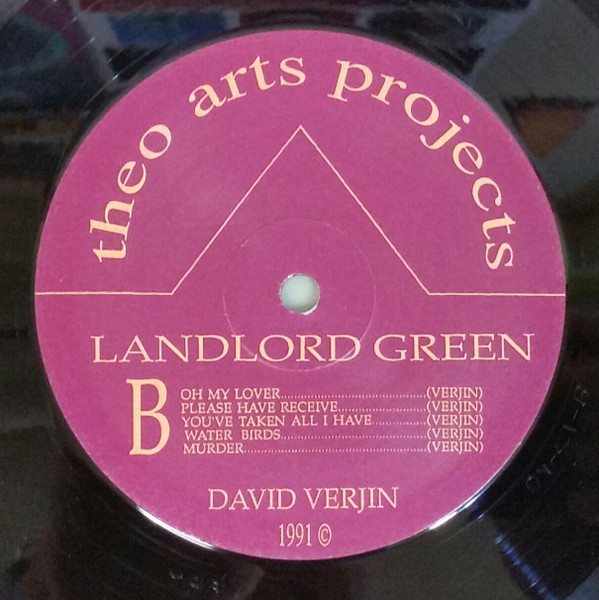 theo arts projects
LANDLORD GREEN
B
OH MY LOVER............................................(VERJIN)
PLEASE HAVE RECEIVE...........................(VERJIN)
YOU'VE TAKEN ALL I HAVE.................(VERJIN)
WATER BIRDS............................................(VERJIN)
MURDER.......................................................(VERJIN)
DAVID VERJIN
1991 ©